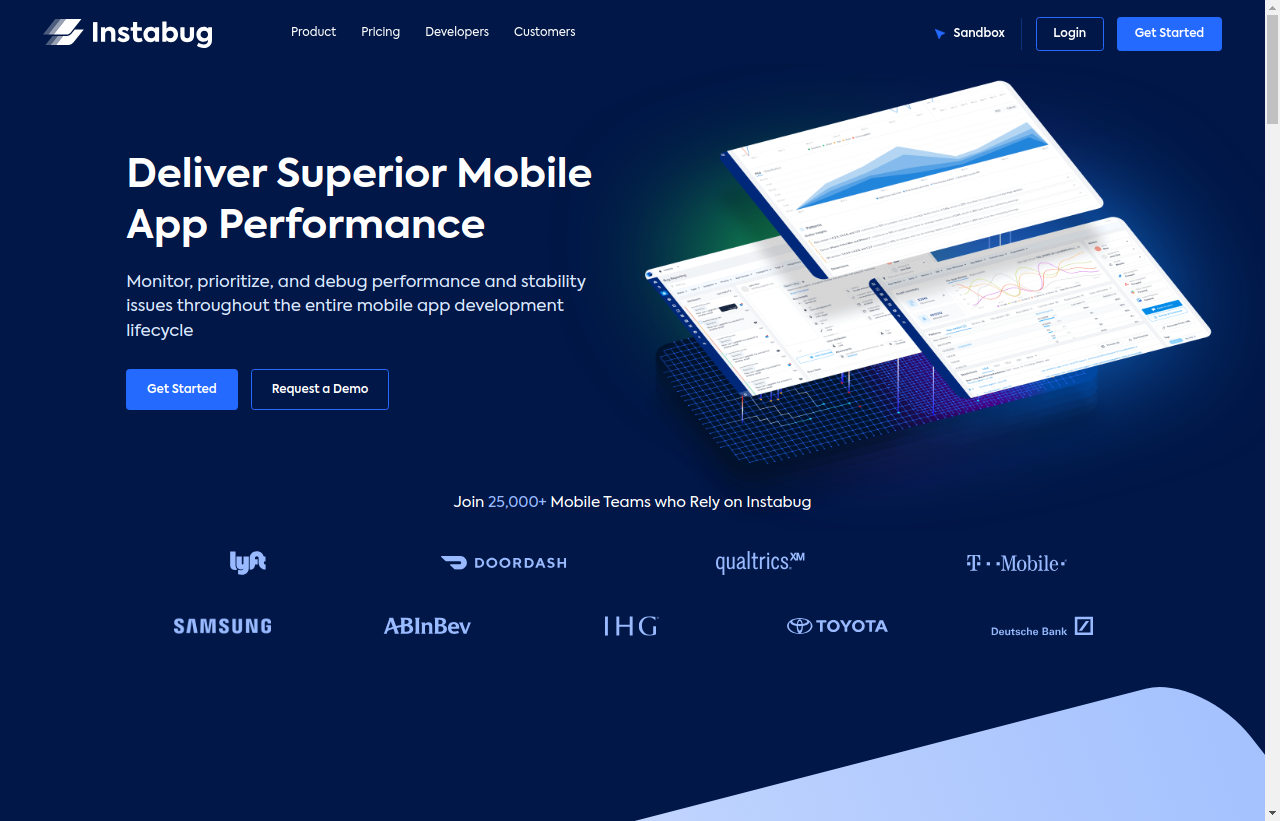 Instabug
Product
Pricing
Developers
Customers
Sandbox
Login
Get Started
Deliver Superior Mobile
App Performance
Monitor, prioritize, and debug performance and stability
issues throughout the entire mobile app development
lifecycle
Get Started
Request a Demo
Join 25,000+ Mobile Teams who Rely on Instabug
lyft
DOORDASH
qualtrics.XM
T··Mobile·
SAMSUNG
ABInBev
IHG
TOYOTA
Deutsche Bank